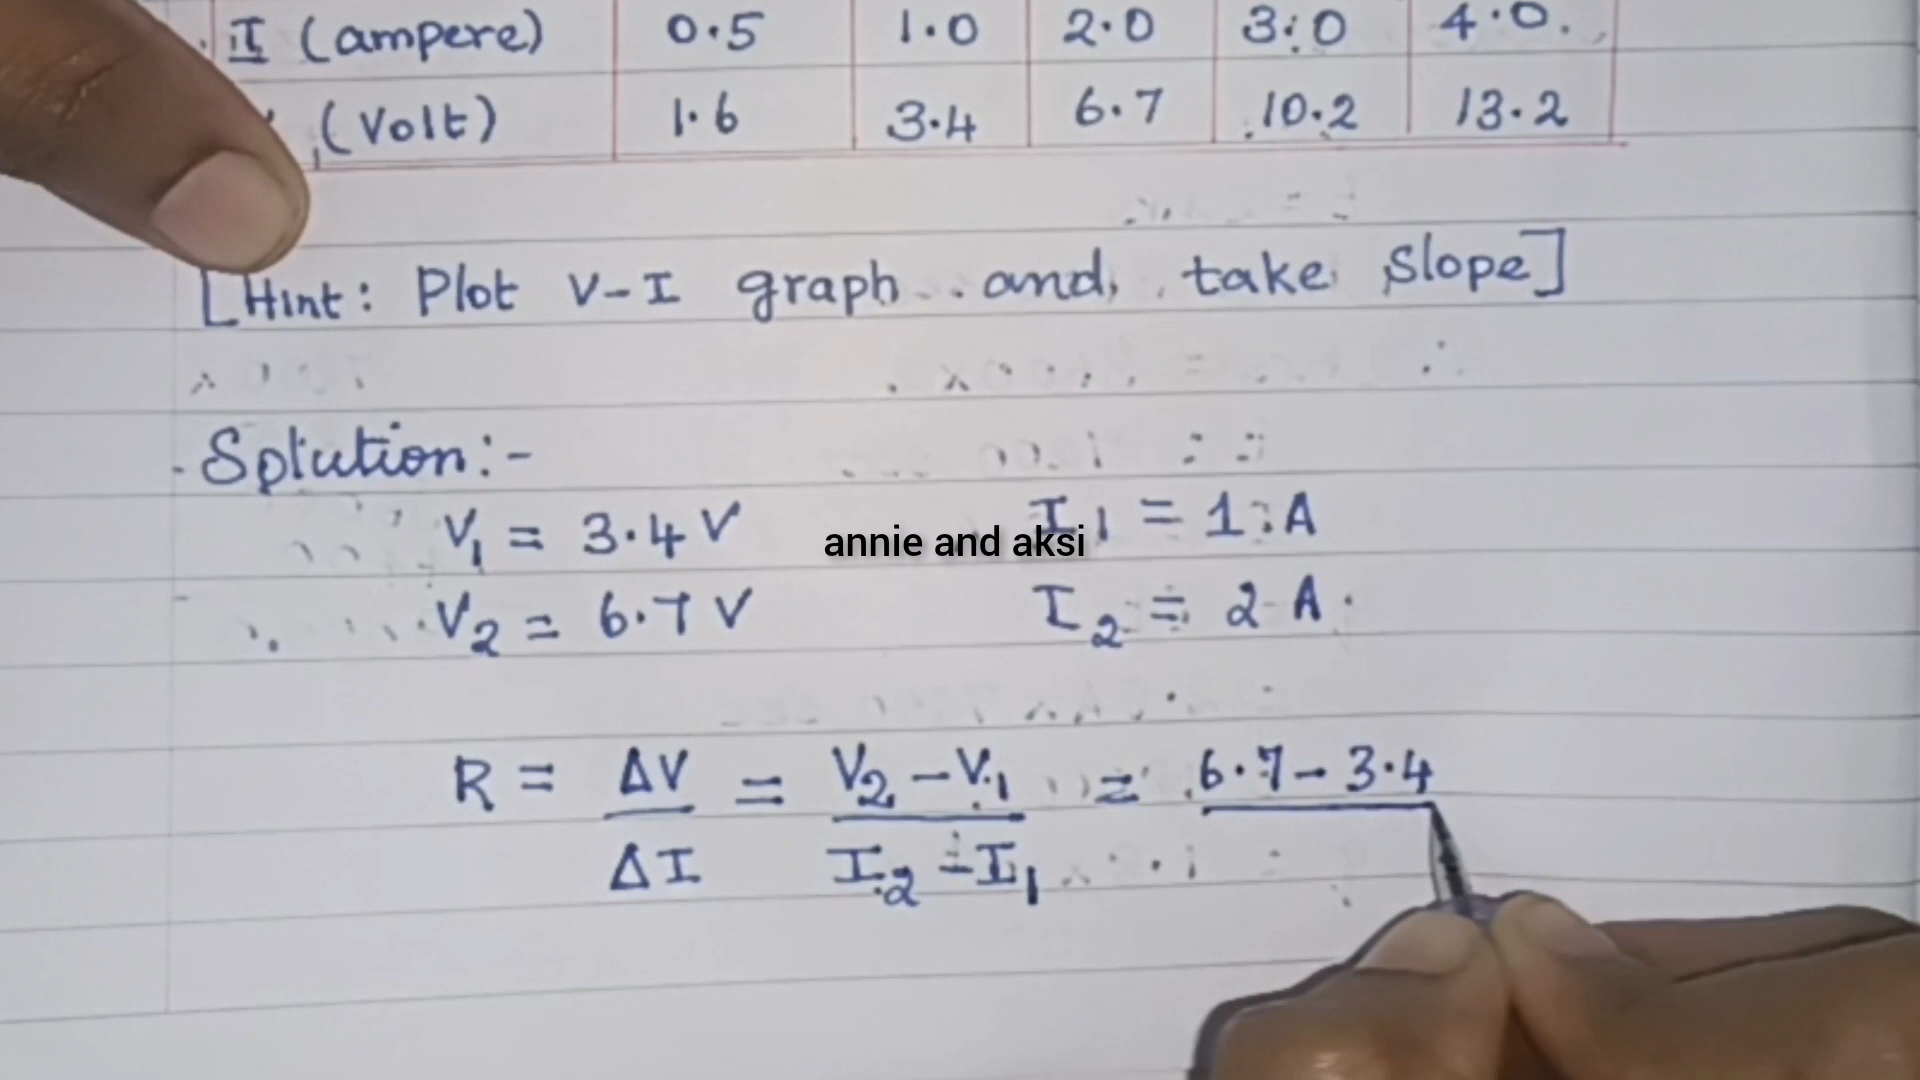 I (ampere) 0.5 1.0 2.0 3.0 4.0
(Volt) 1.6 3.4 6.7 10.2 13.2
[Hint: Plot V-I graph and take slope]
Solution:-
V₁ = 3.4 V I₁ = 1 A
annie and aksi
V₂ = 6.7 V I₂ = 2 A
R = ΔV = V₂ - V₁ = 6.7 - 3.4
ΔI I₂ - I₁